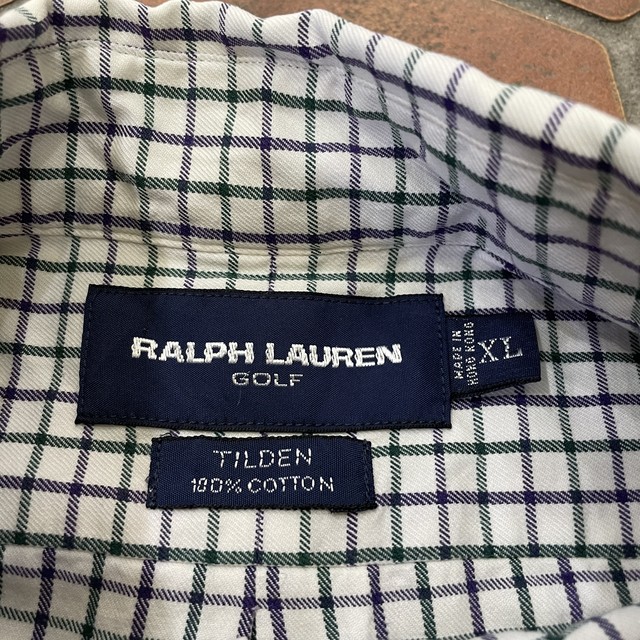 RALPH LAUREN
GOLF
MADE IN
HONG KONG
XL
TILDEN
100% COTTON